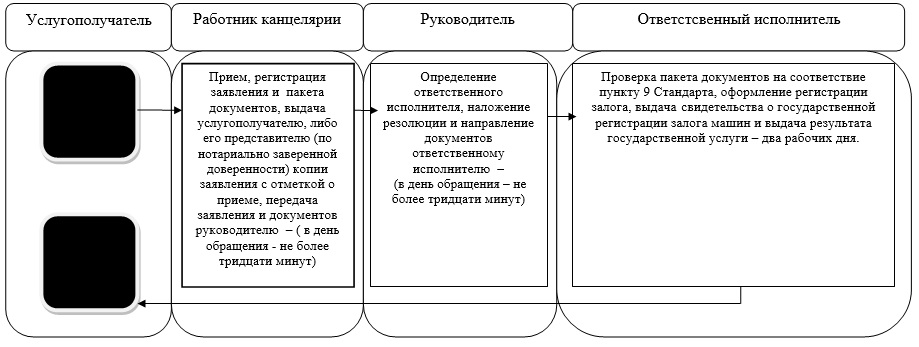 Услугополучатель
Работник канцелярии
Руководитель
Ответстсвенный исполнитель
Прием, регистрация
заявления и пакета
документов, выдача
услугополучателю, либо
его представителю (по
нотариально заверенной
доверенности) копии
заявления с отметкой о
приеме, передача
заявления и документов
руководителю – ( в день
обращения - не более
тридцати минут)
Определение
ответственного
исполнителя, наложение
резолюции и направление
документов
ответственному
исполнителю –
(в день обращения – не
более тридцати минут)
Проверка пакета документов на соответствие
пункту 9 Стандарта, оформление регистрации
залога, выдача свидетельства о государственной
регистрации залога машин и выдача результата
государственной услуги – два рабочих дня.